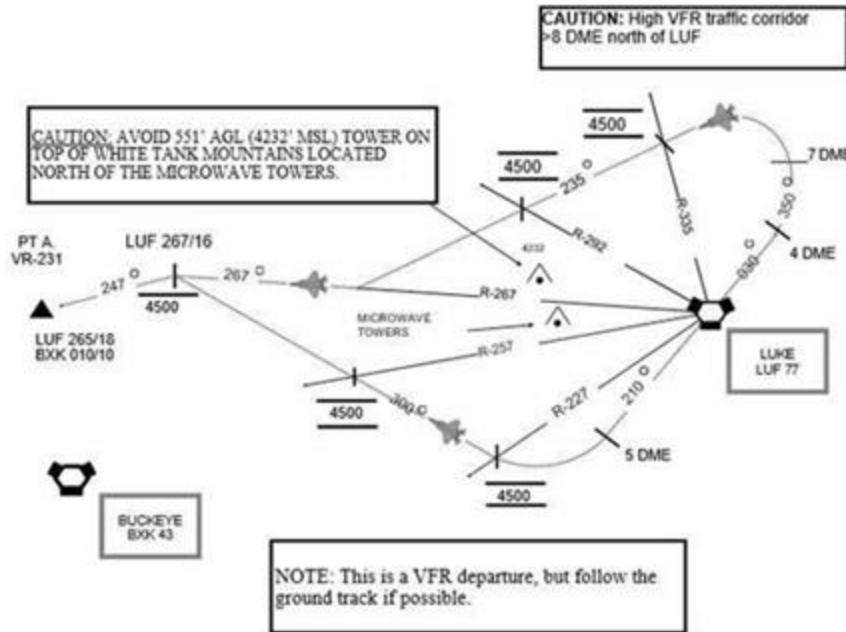 CAUTION: High VFR traffic corridor
>8 DME north of LUF
CAUTION: AVOID 551' AGL (4232' MSL) TOWER ON
TOP OF WHITE TANK MOUNTAINS LOCATED
NORTH OF THE MICROWAVE TOWERS.
4500
4500
7 DME
235 O
R-335
350 O
R-292
4 DME
030 O
PT A.
VR-231
LUF 267/16
4232
247 O
267 O
R-267
4500
MICROWAVE
TOWERS
LUF 265/18
BXK 010/10
R-257
LUKE
LUF 77
300 O
4500
R-227
210 O
5 DME
4500
BUCKEYE
BXK 43
NOTE: This is a VFR departure, but follow the
ground track if possible.